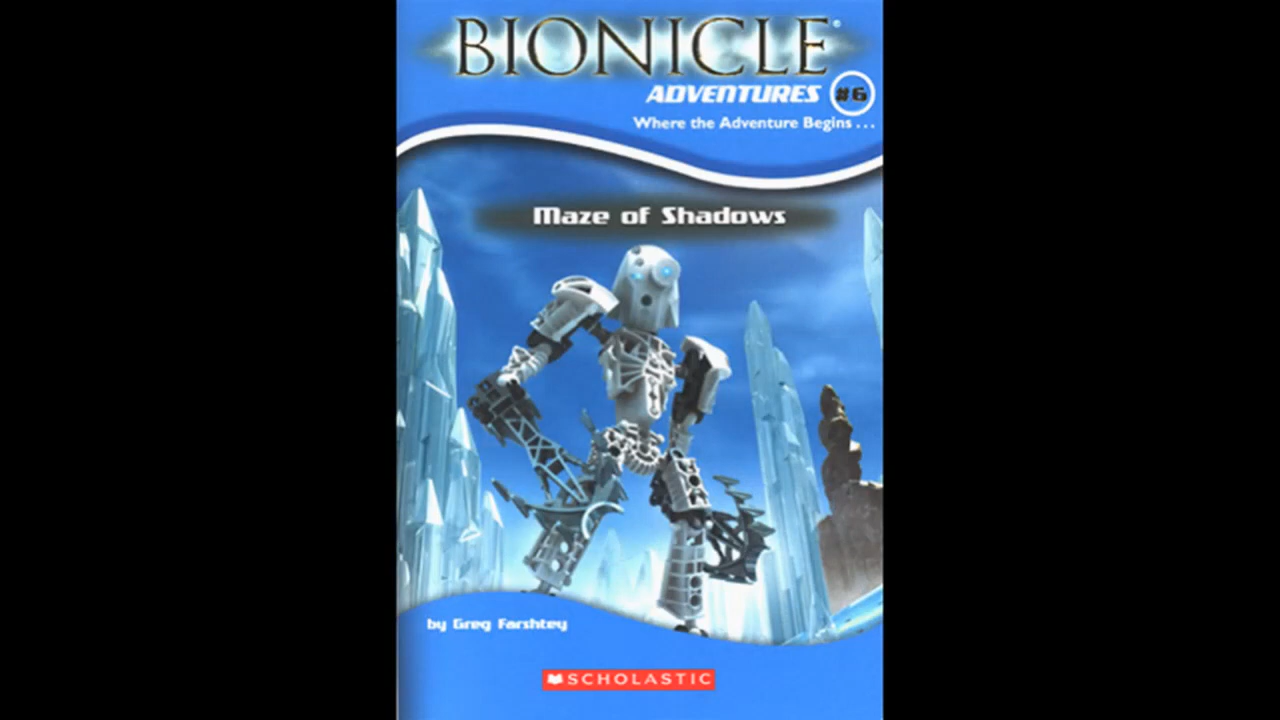 BIONICLE®
ADVENTURES #6
Where the Adventure Begins . . .
Maze of Shadows
by Greg Farshtey
SCHOLASTIC